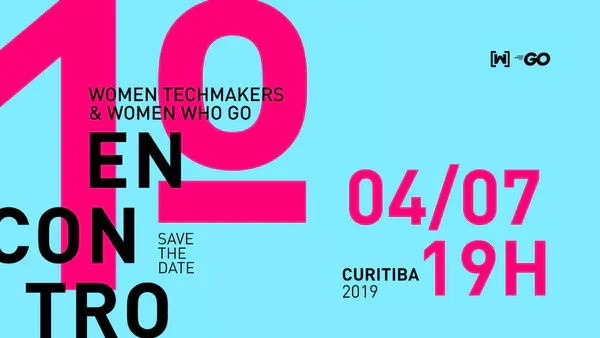 1º
WOMEN TECHMAKERS
& WOMEN WHO GO
EN
CON
TRO
SAVE
THE
DATE
[W] GO
04/07
CURITIBA 19H
2019